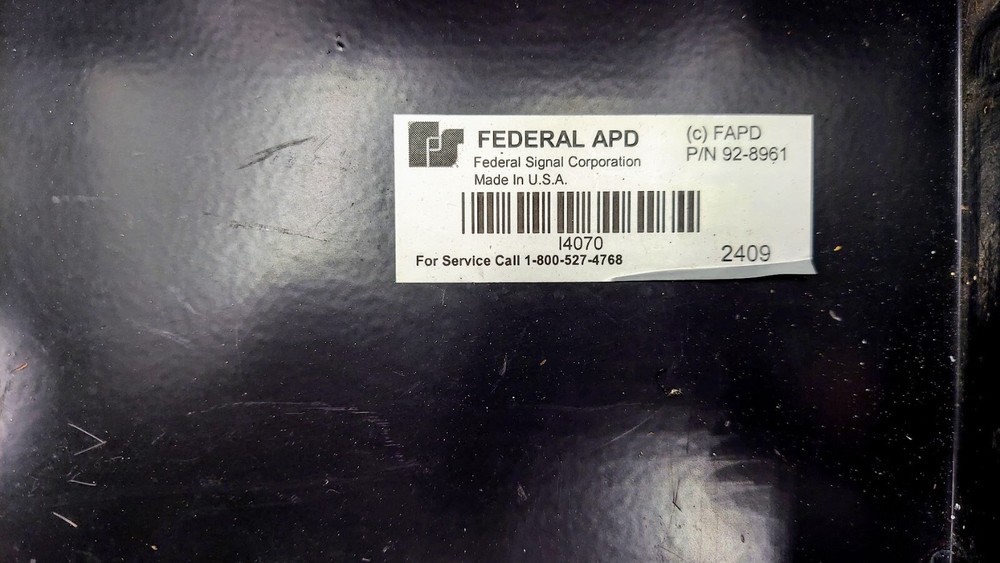 FEDERAL APD
Federal Signal Corporation
Made In U.S.A.
(c) FAPD
P/N 92-8961
I4070
For Service Call 1-800-527-4768
2409